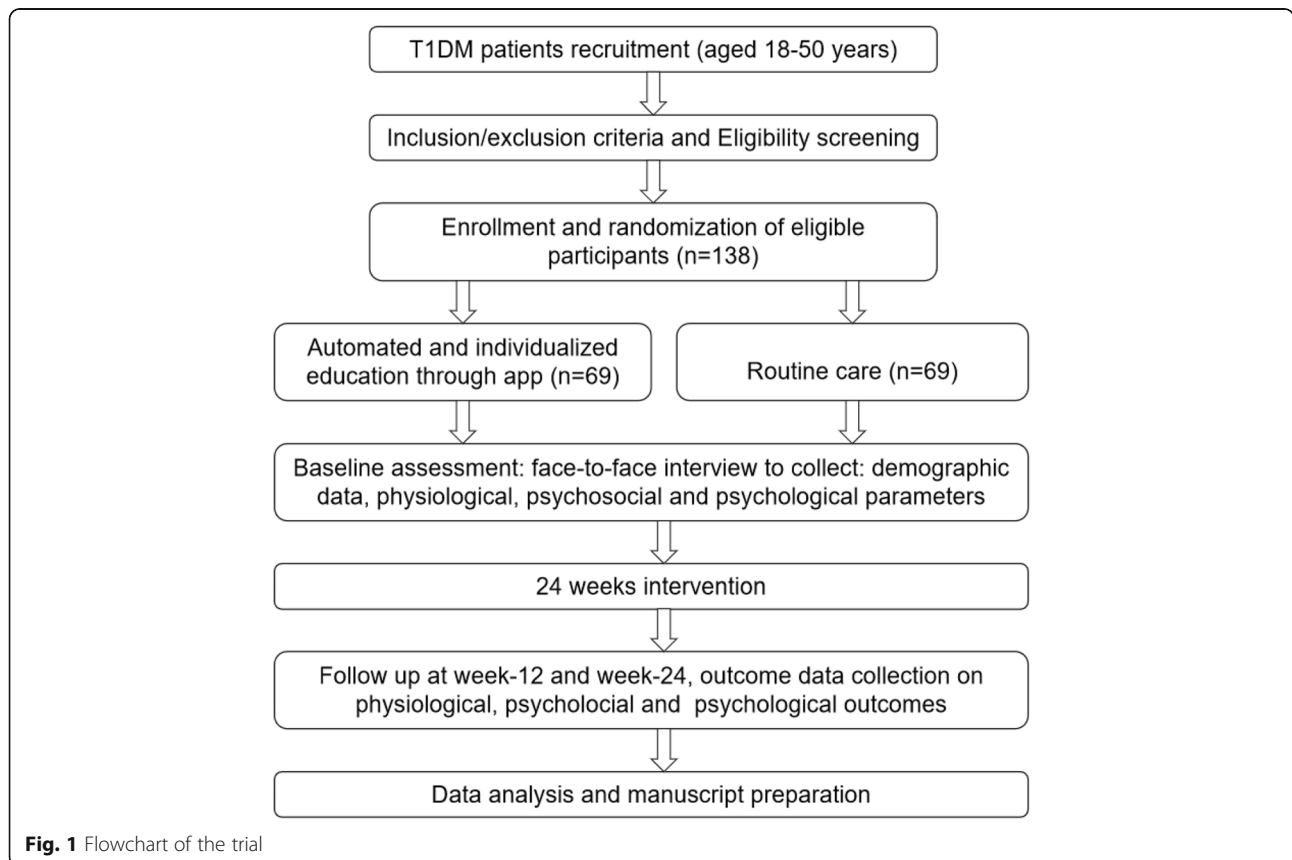 T1DM patients recruitment (aged 18-50 years)
Inclusion/exclusion criteria and Eligibility screening
Enrollment and randomization of eligible
participants (n=138)
Automated and individualized
education through app (n=69)
Routine care (n=69)
Baseline assessment: face-to-face interview to collect: demographic
data, physiological, psychosocial and psychological parameters
24 weeks intervention
Follow up at week-12 and week-24, outcome data collection on
physiological, psycholocial and psychological outcomes
Data analysis and manuscript preparation
Fig. 1 Flowchart of the trial